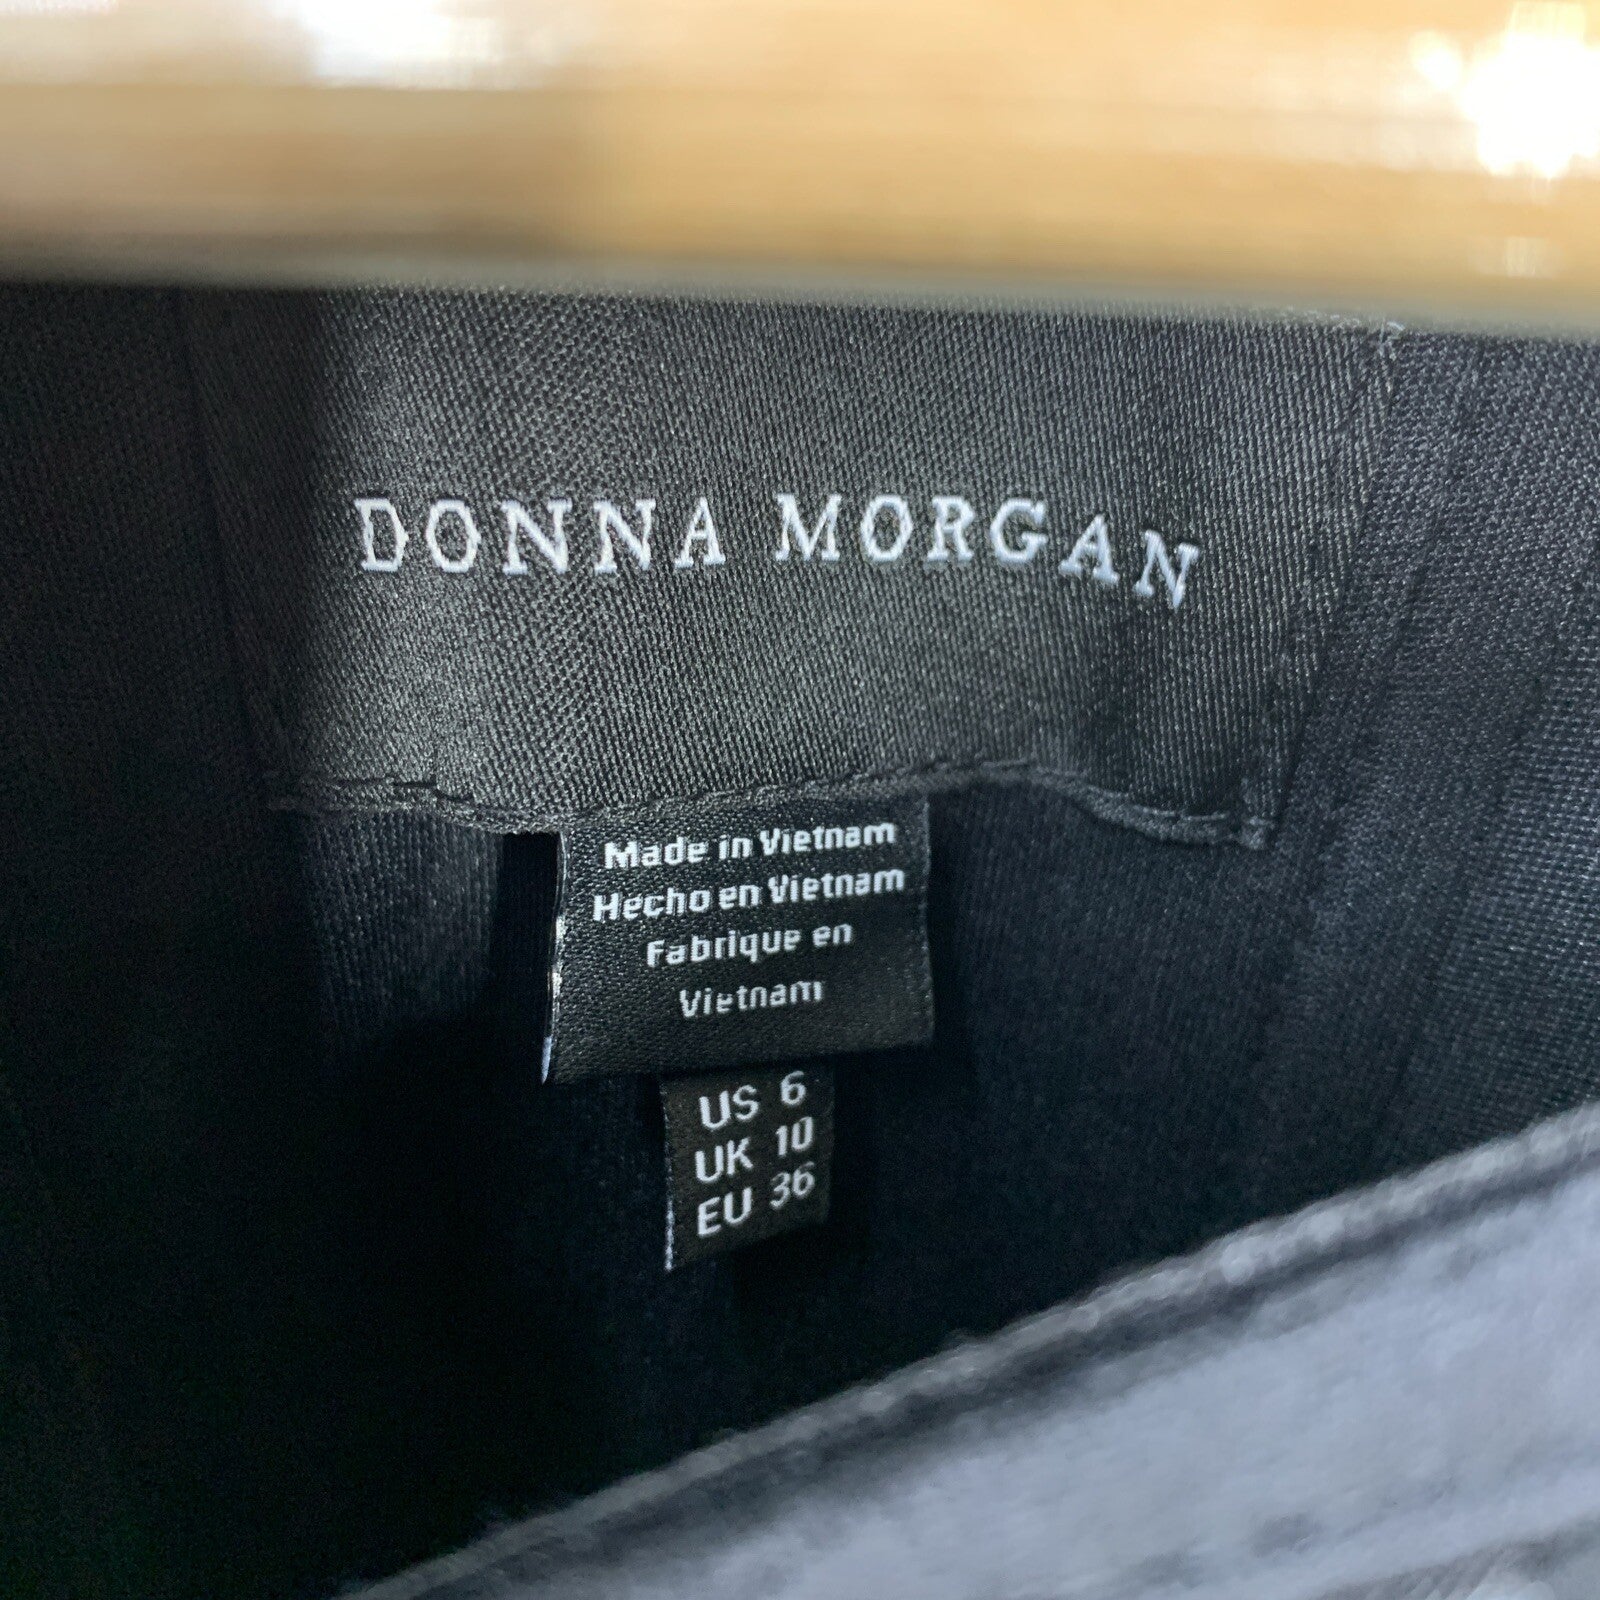 DONNA MORGAN
Made in Vietnam
Hecho en Vietnam
Fabrique en
Vietnam
US 6
UK 10
EU 36